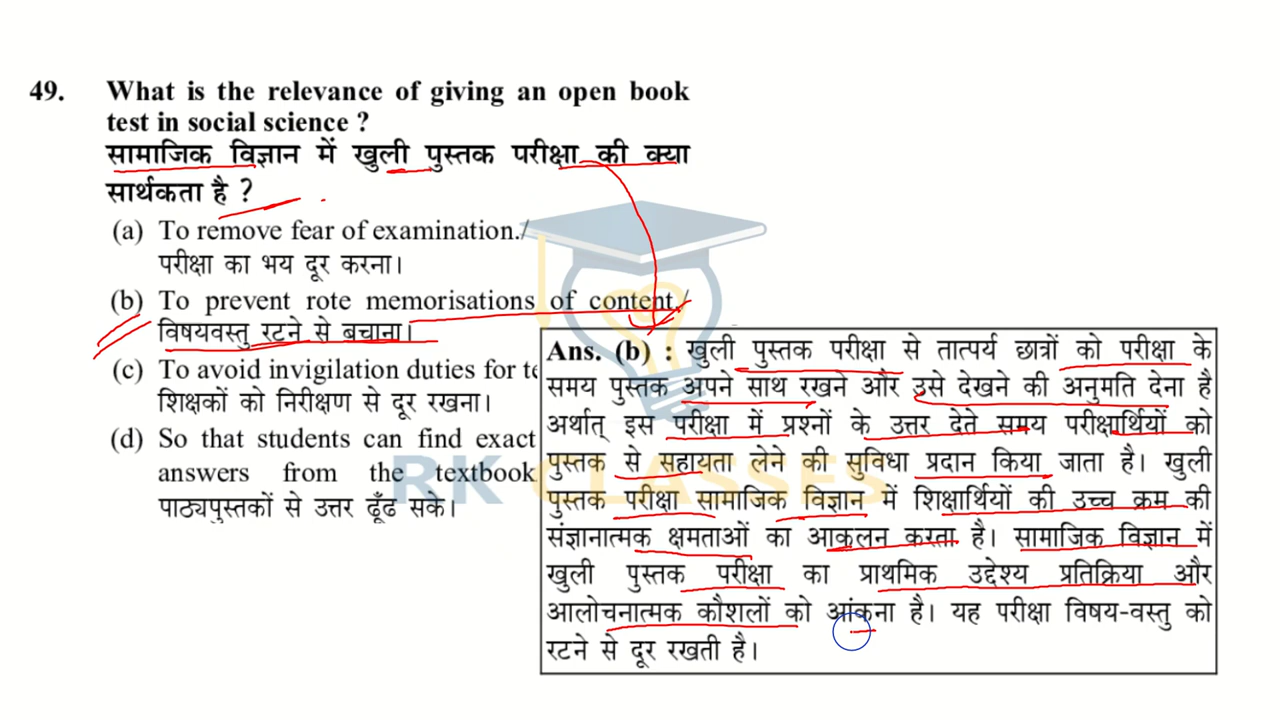 49. What is the relevance of giving an open book
test in social science ?
सामाजिक विज्ञान में खुली पुस्तक परीक्षा की क्या
सार्थकता है ?
(a) To remove fear of examination./
परीक्षा का भय दूर करना।
(b) To prevent rote memorisations of content./
विषयवस्तु रटने से बचाना।
(c) To avoid invigilation duties for te
शिक्षकों को निरीक्षण से दूर रखना।
(d) So that students can find exact
answers from the textbook
पाठ्यपुस्तकों से उत्तर ढूँढ सके।
Ans. (b) : खुली पुस्तक परीक्षा से तात्पर्य छात्रों को परीक्षा के
समय पुस्तक अपने साथ रखने और उसे देखने की अनुमति देना है
अर्थात् इस परीक्षा में प्रश्नों के उत्तर देते समय परीक्षार्थियों को
पुस्तक से सहायता लेने की सुविधा प्रदान किया जाता है। खुली
पुस्तक परीक्षा सामाजिक विज्ञान में शिक्षार्थियों की उच्च क्रम की
संज्ञानात्मक क्षमताओं का आकलन करता है। सामाजिक विज्ञान में
खुली पुस्तक परीक्षा का प्राथमिक उद्देश्य प्रतिक्रिया और
आलोचनात्मक कौशलों को आंकना है। यह परीक्षा विषय-वस्तु को
रटने से दूर रखती है।
RK CLASSES